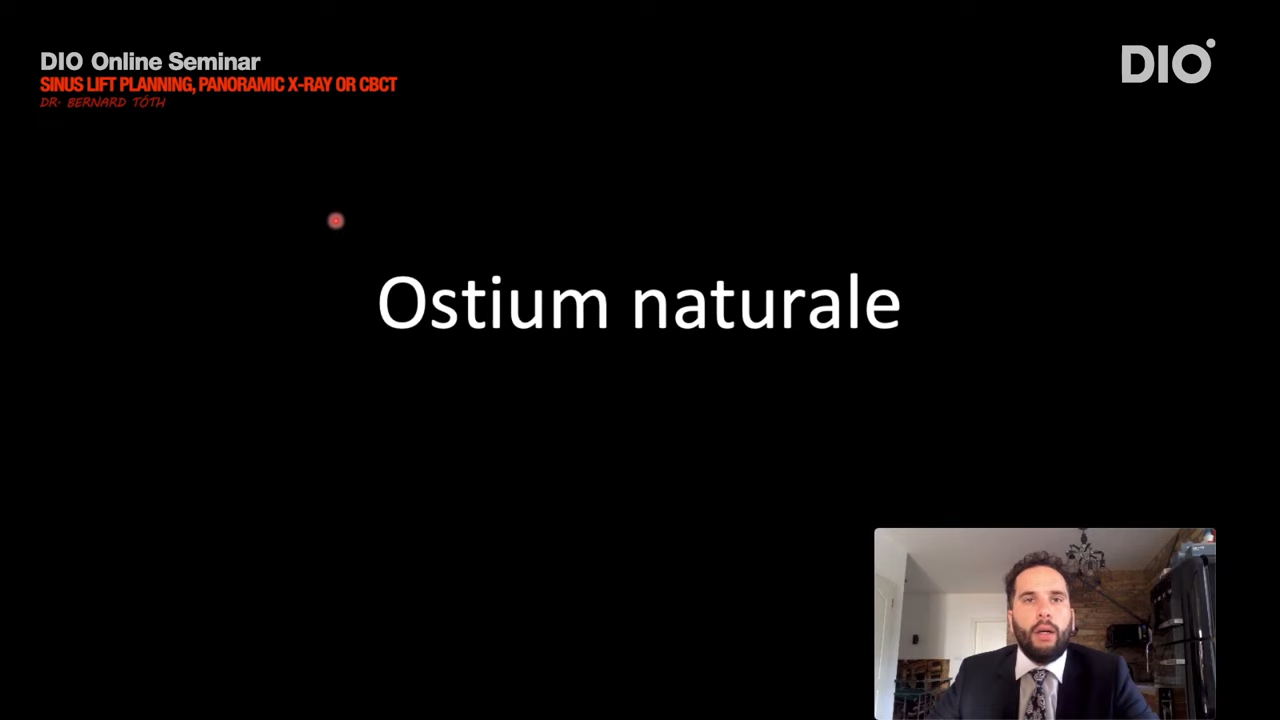 DIO Online Seminar
SINUS LIFT PLANNING, PANORAMIC X-RAY OR CBCT
DR. BERNARD TÓTH
DIO
Ostium naturale